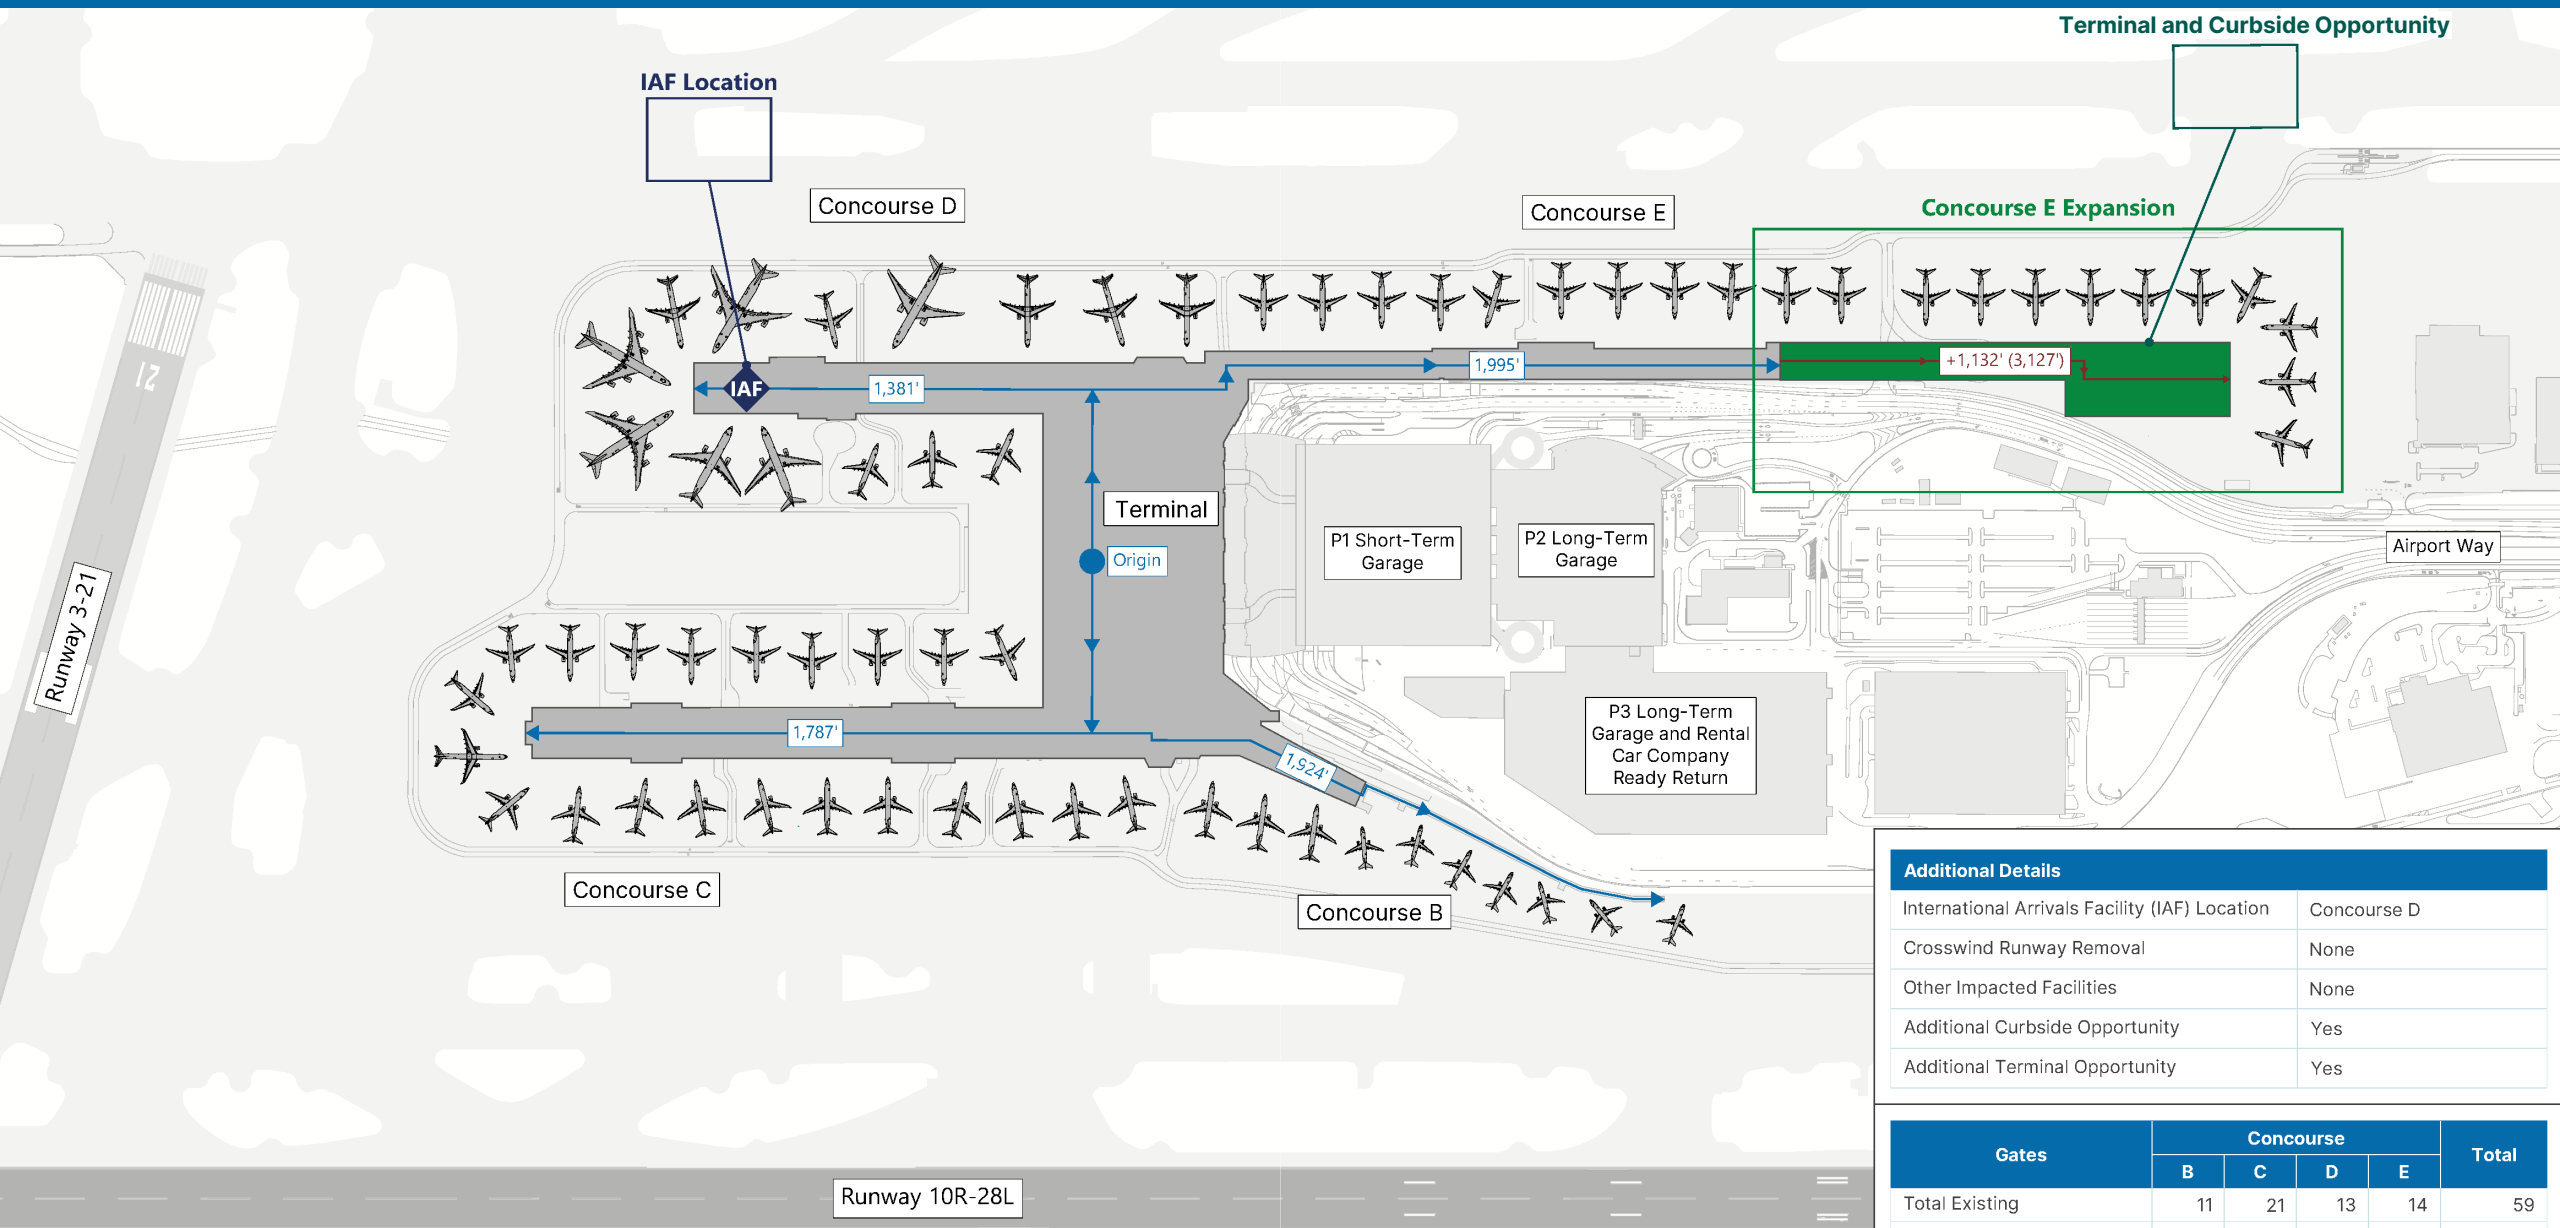 Terminal and Curbside Opportunity
IAF Location
Concourse D
Concourse E
Concourse E Expansion
1,995'
+1,132' (3,127')
IAF
1,381'
21
Terminal
Origin
P1 Short-Term
Garage
P2 Long-Term
Garage
Airport Way
Runway 3-21
P3 Long-Term
Garage and Rental
Car Company
Ready Return
1,787'
1,924'
Concourse C
Concourse B
Additional Details
International Arrivals Facility (IAF) Location Concourse D
Crosswind Runway Removal None
Other Impacted Facilities None
Additional Curbside Opportunity Yes
Additional Terminal Opportunity Yes
Gates Concourse Total
B C D E
Total Existing 11 21 13 14 59
Runway 10R-28L